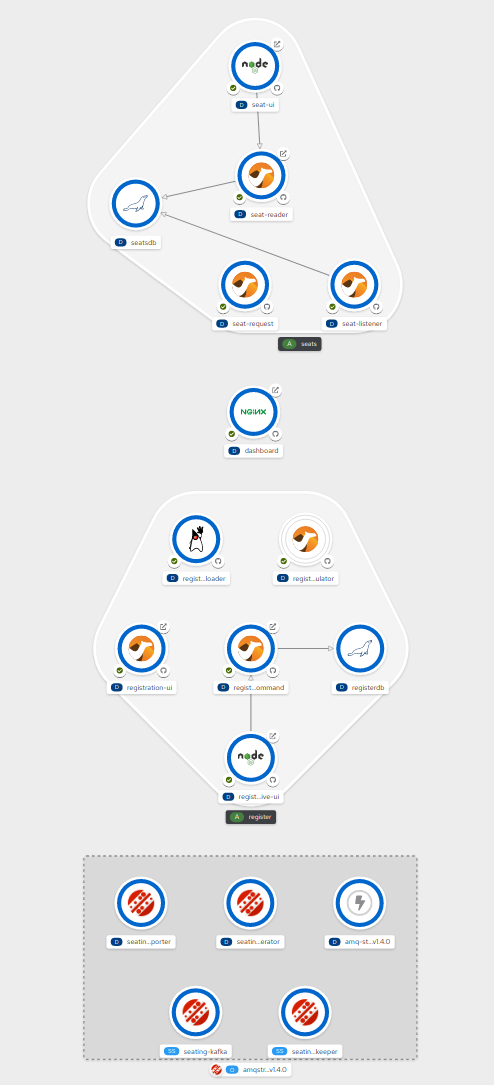 node
D seat-ui
D seat-reader
D seatsdb
D seat-request
D seat-listener
A seats
NGINX
D dashboard
D regist...loader
D regist...ulator
D registration-ui
D regist...ommand
D registerdb
node
D regist...ive-ui
A register
D seatin...porter
D seatin...erator
D amq-st...v1.4.0
SS seating-kafka
SS seatin...keeper
O amqstr...v1.4.0